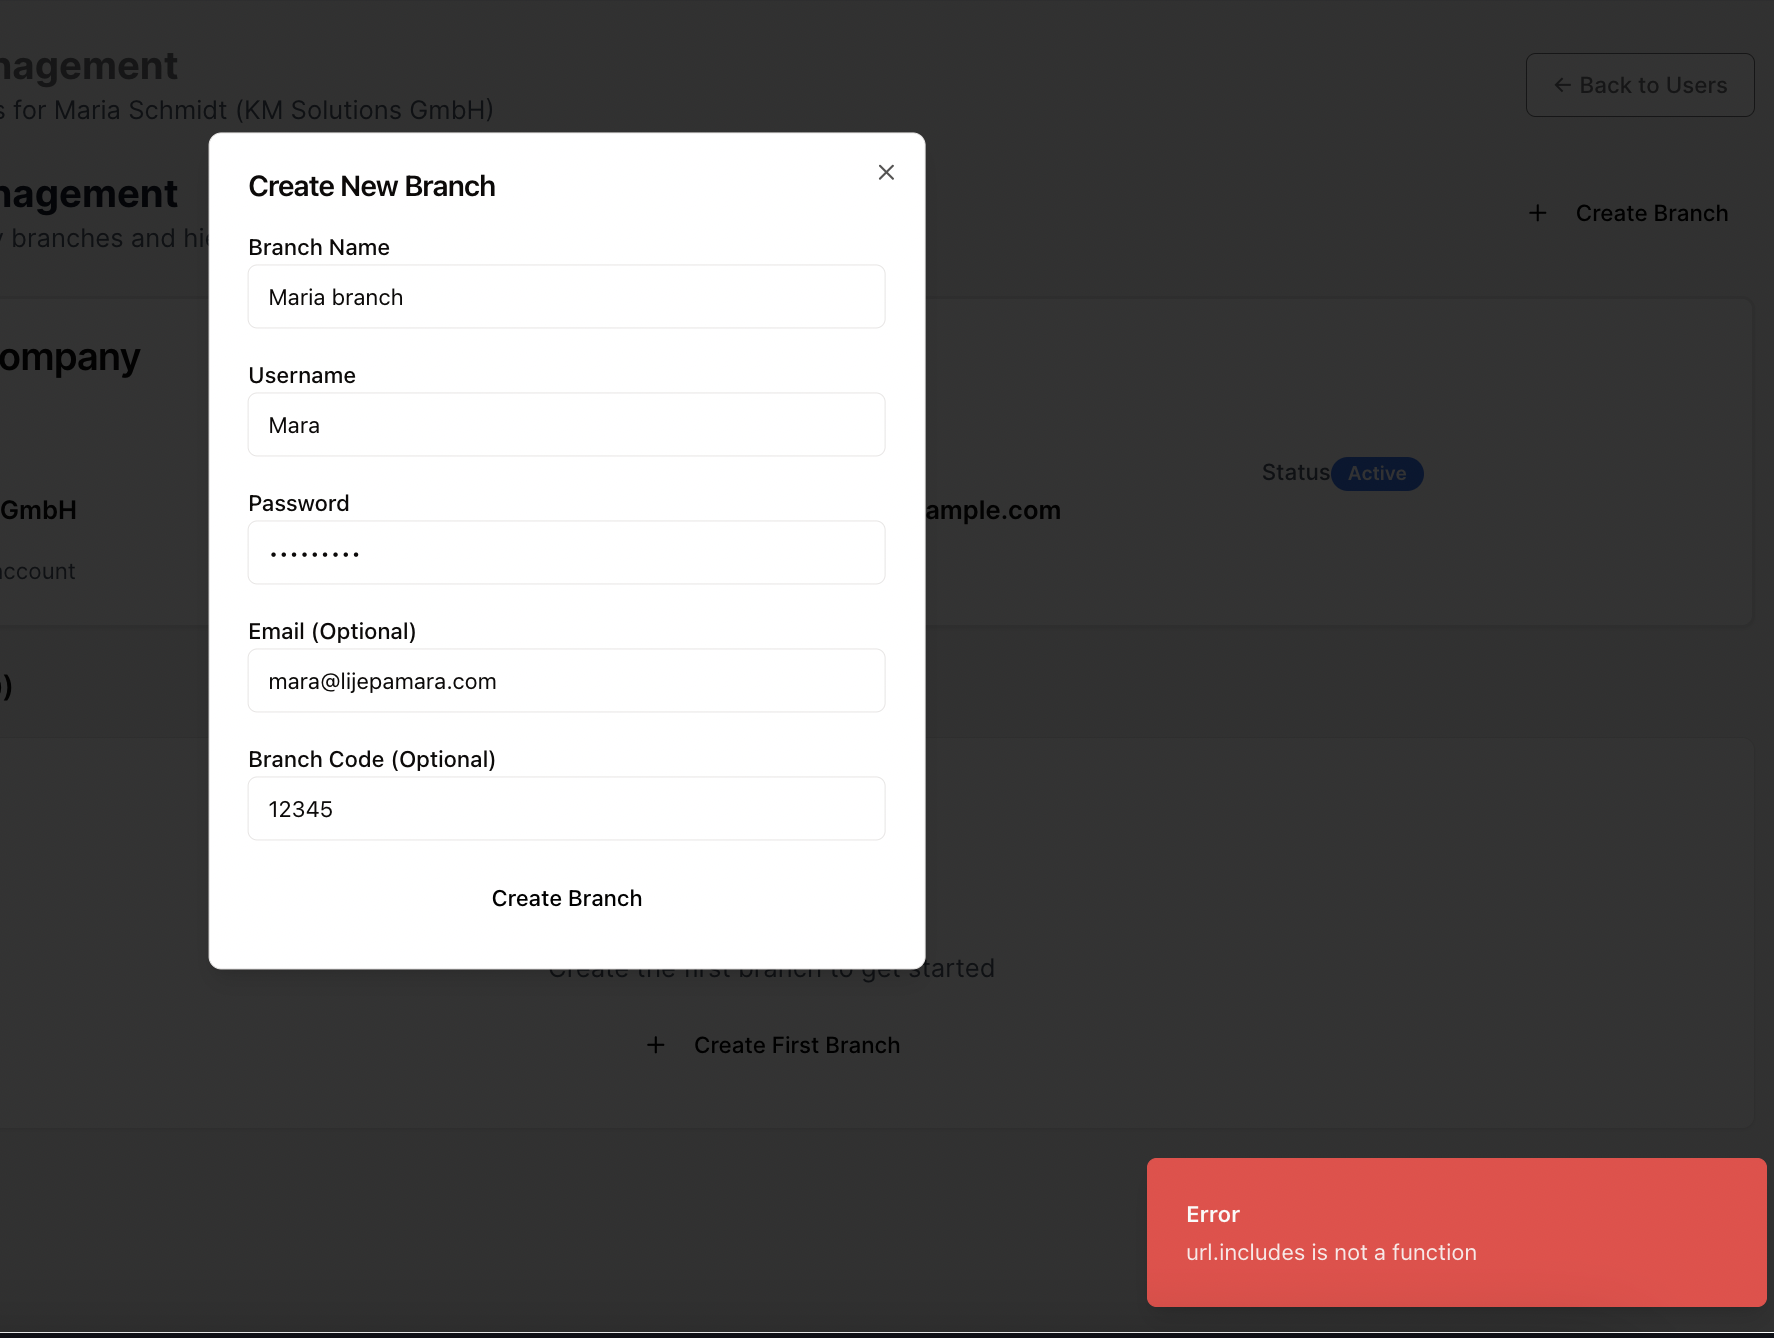 nagement
← Back to Users
s for Maria Schmidt (KM Solutions GmbH)
nagement
+ Create Branch
branches and hi
ompany
Status Active
GmbH
ample.com
account
)
Create New Branch
Branch Name
Maria branch
Username
Mara
Password
•••••••••
Email (Optional)
mara@lijepamara.com
Branch Code (Optional)
12345
Create Branch
Create the first branch to get started
+ Create First Branch
Error
url.includes is not a function